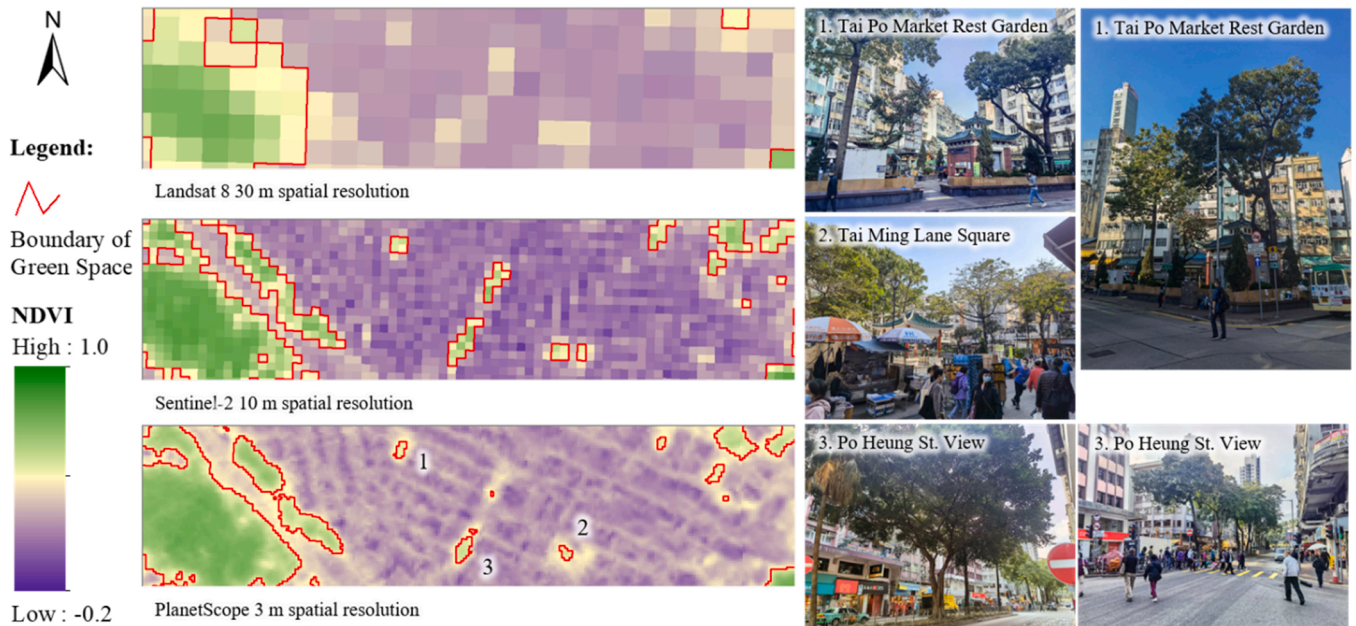 N
Legend:
Boundary of
Green Space
NDVI
High : 1.0
Low : -0.2
Landsat 8 30 m spatial resolution
Sentinel-2 10 m spatial resolution
1
2
3
PlanetScope 3 m spatial resolution
1. Tai Po Market Rest Garden
1. Tai Po Market Rest Garden
2. Tai Ming Lane Square
3. Po Heung St. View
3. Po Heung St. View